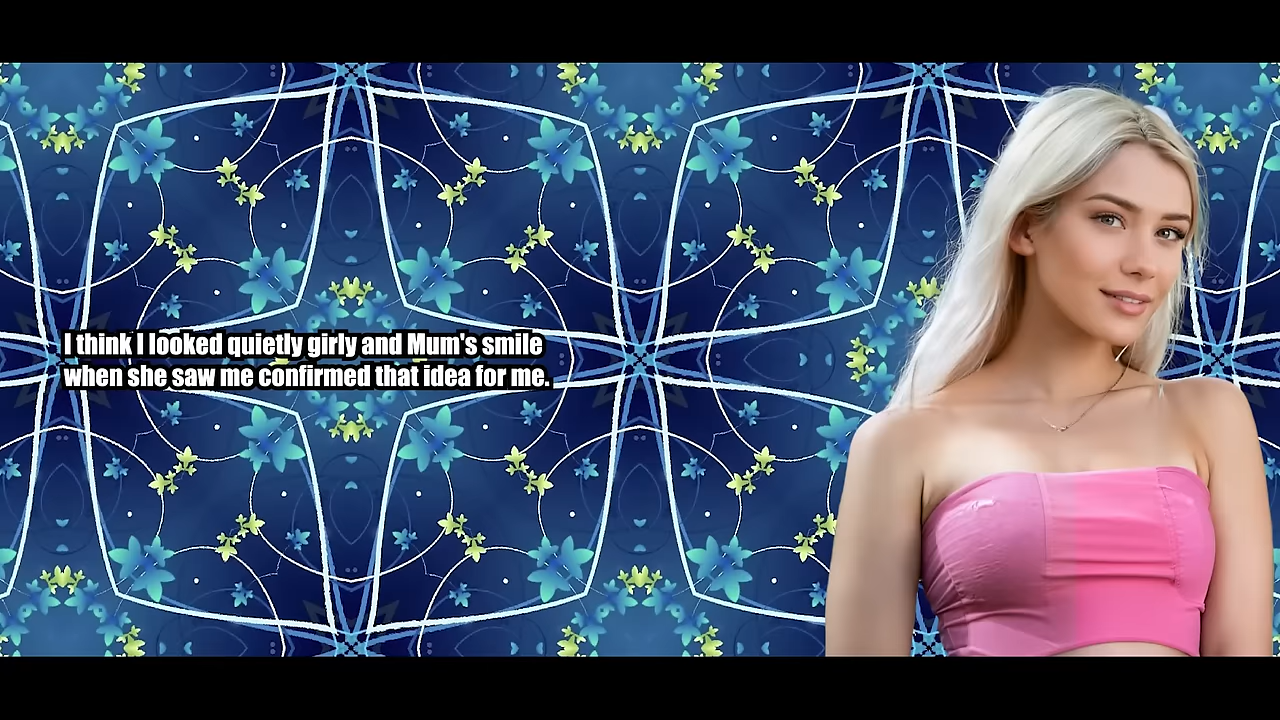 I think I looked quietly girly and Mum's smile
when she saw me confirmed that idea for me.